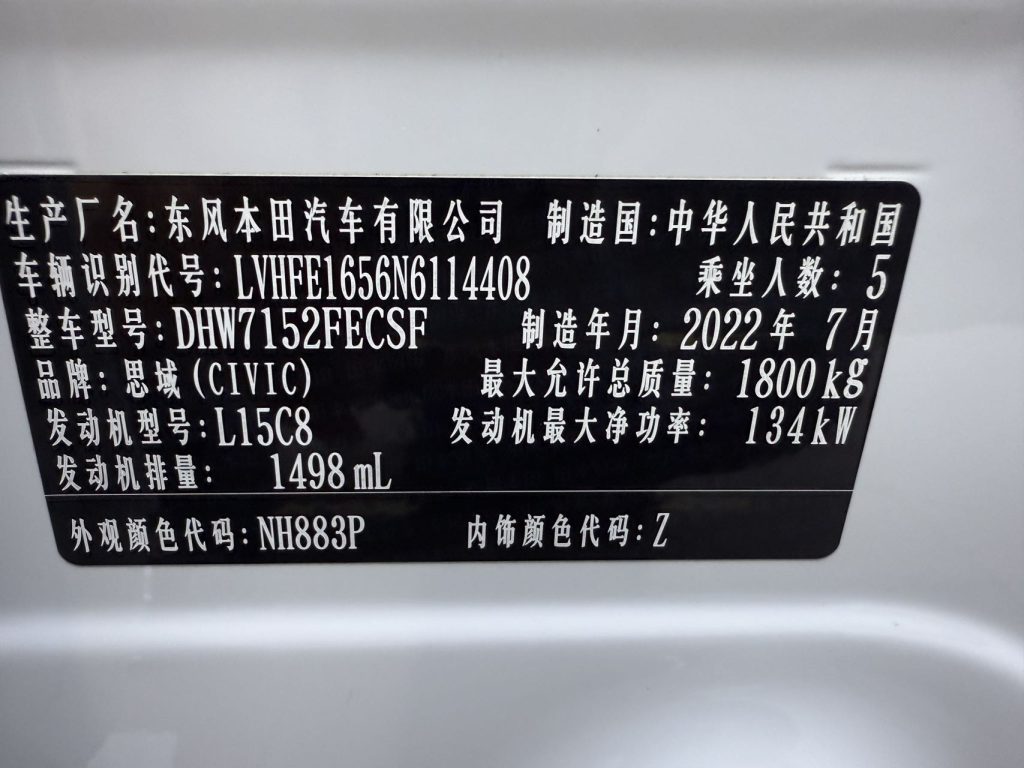 生产厂名:东风本田汽车有限公司 制造国:中华人民共和国
车辆识别代号:LVHFE1656N6114408 乘坐人数:5
整车型号:DHW7152FECSF 制造年月:2022年 7月
品牌:思域(CIVIC) 最大允许总质量:1800kg
发动机型号:L15C8 发动机最大净功率:134kW
发动机排量: 1498mL
外观颜色代码:NH883P 内饰颜色代码:Z